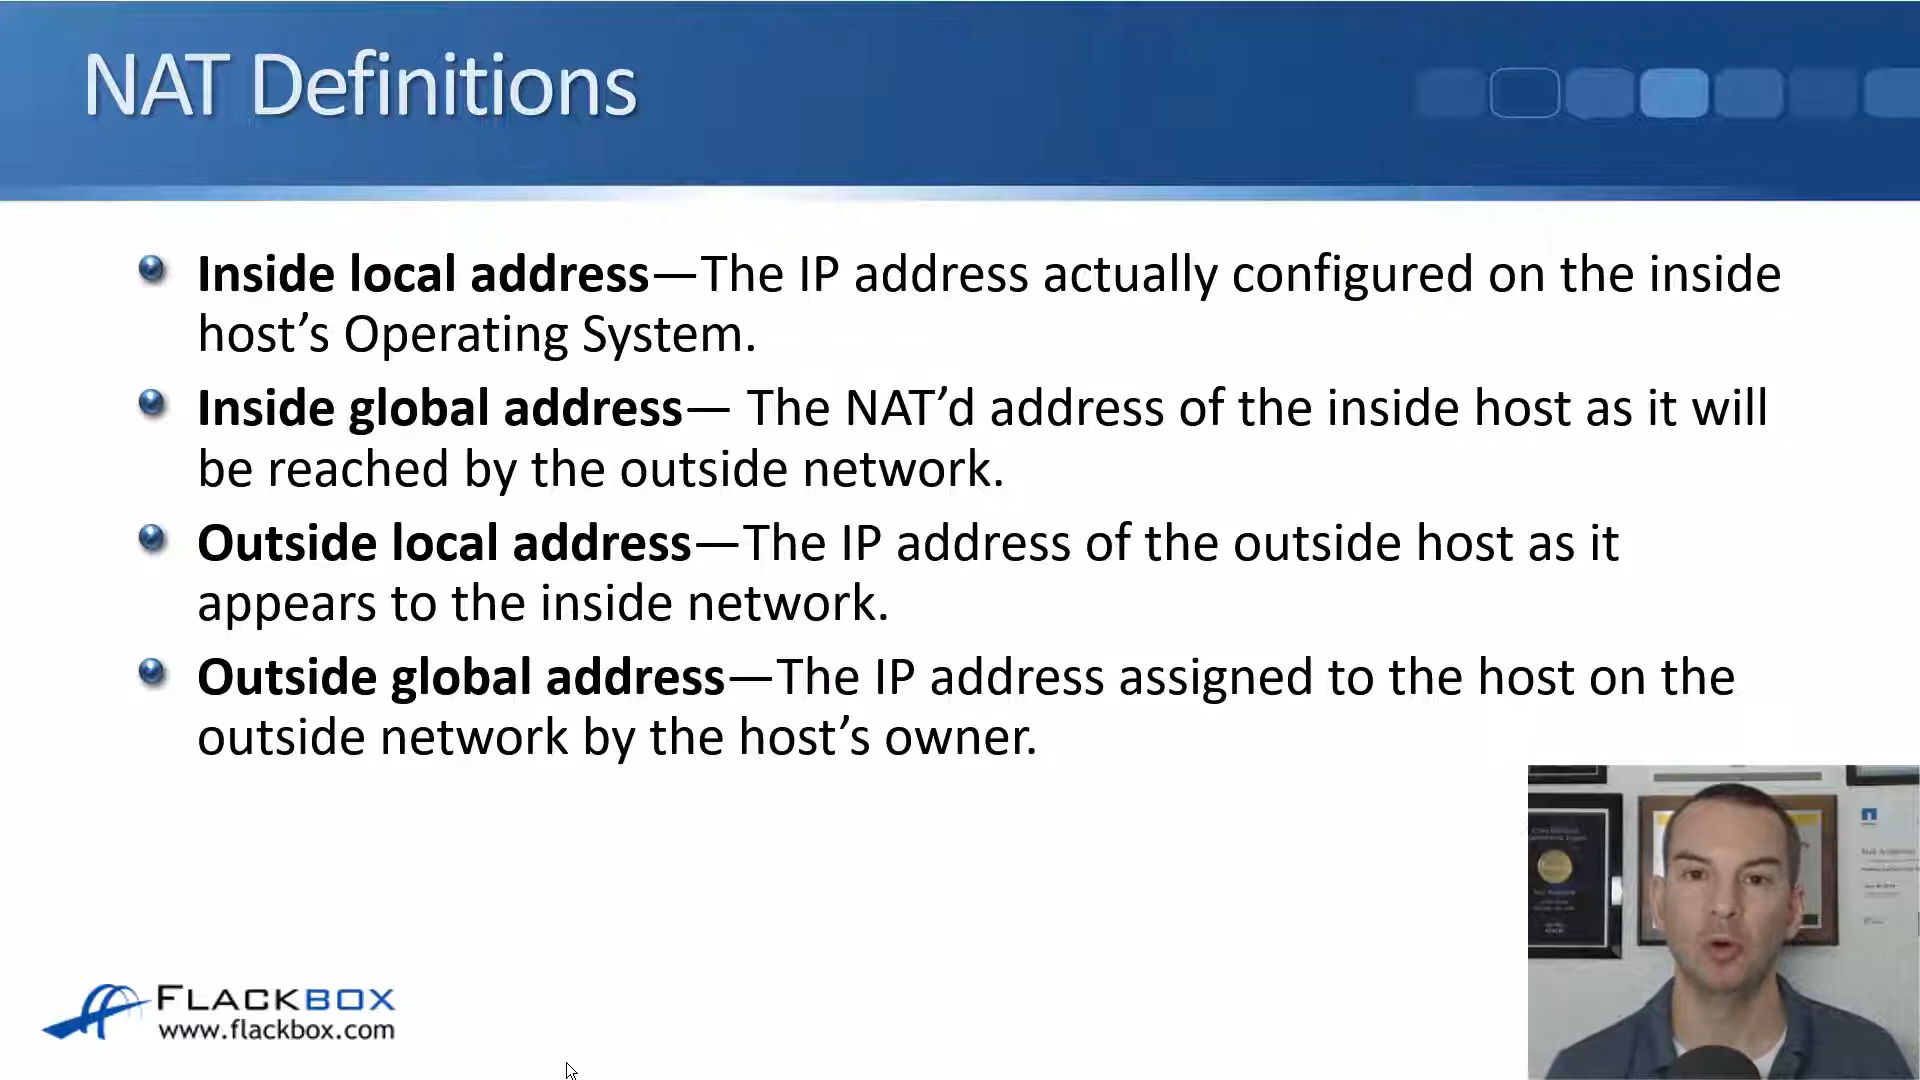 NAT Definitions
Inside local address—The IP address actually configured on the inside
host’s Operating System.
Inside global address— The NAT’d address of the inside host as it will
be reached by the outside network.
Outside local address—The IP address of the outside host as it
appears to the inside network.
Outside global address—The IP address assigned to the host on the
outside network by the host’s owner.
FLACKBOX
www.flackbox.com